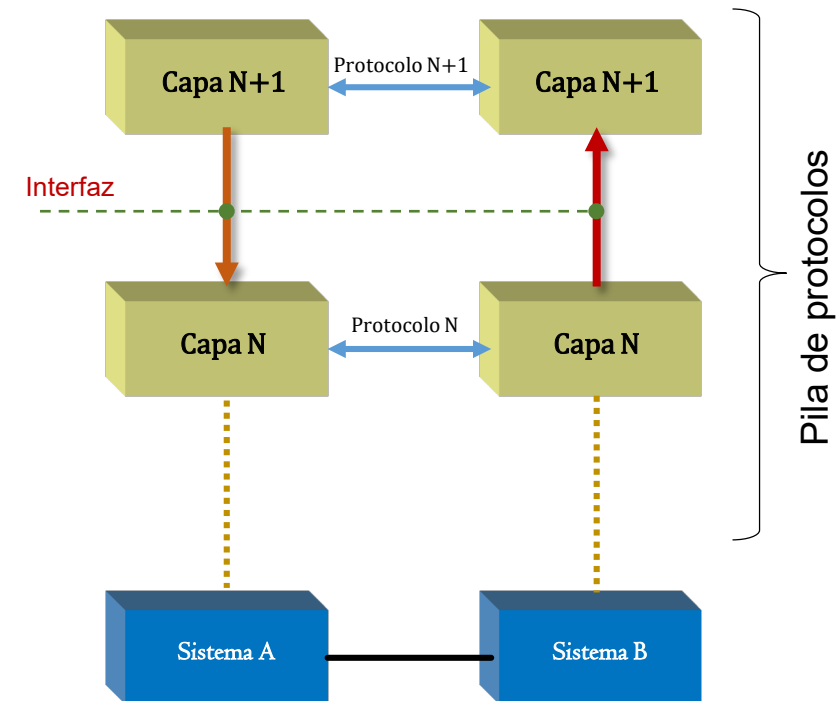 Capa N+1
Protocolo N+1
Capa N+1
Interfaz
Capa N
Protocolo N
Capa N
Pila de protocolos
Sistema A
Sistema B